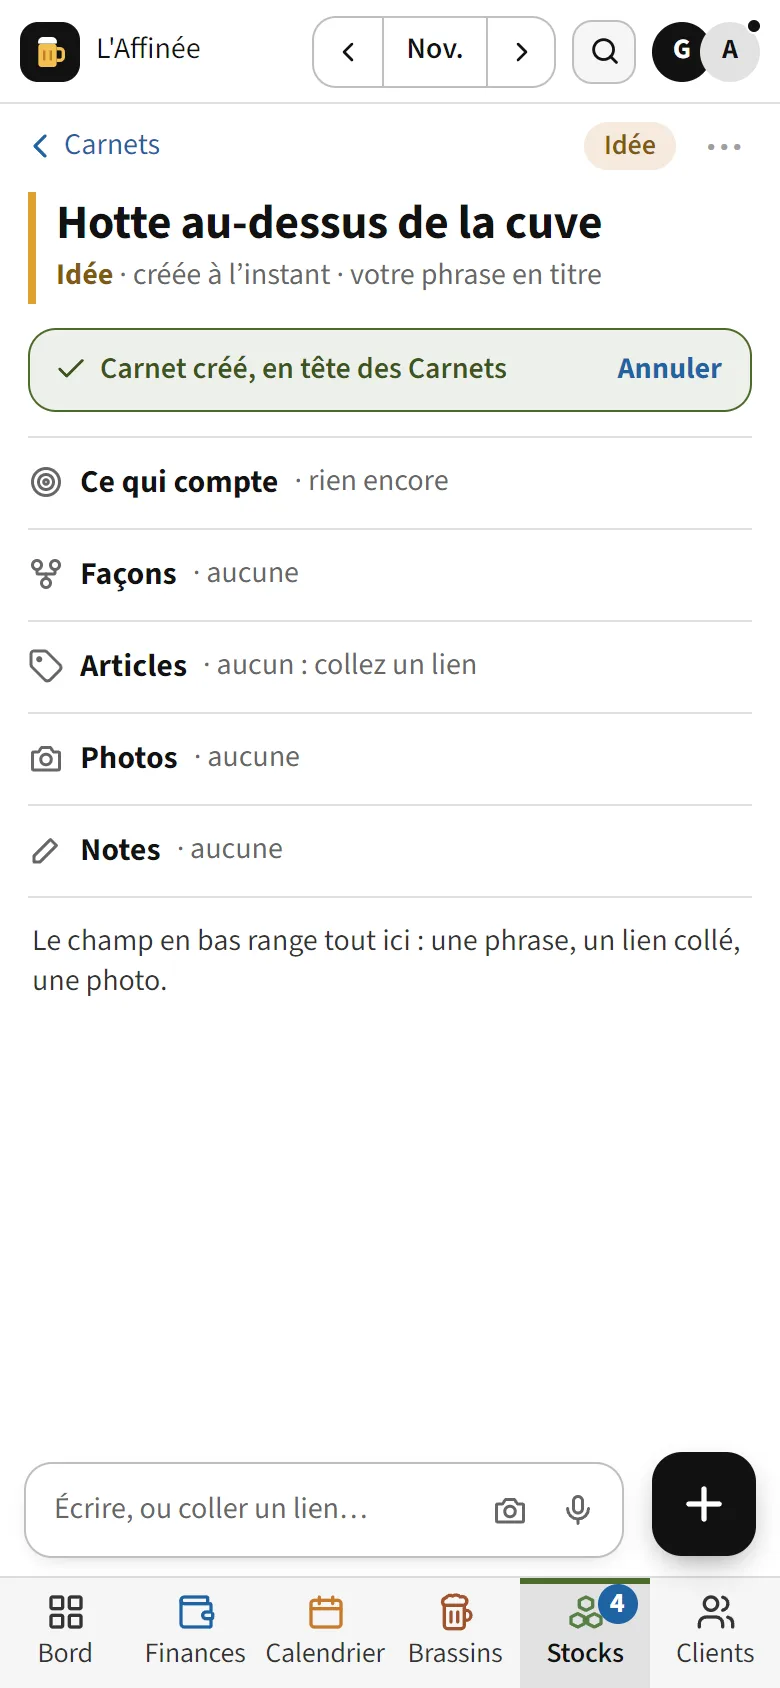 L'Affinée
Nov.
G
A
Carnets
Idée
Hotte au-dessus de la cuve
Idée · créée à l’instant · votre phrase en titre
Carnet créé, en tête des Carnets
Annuler
Ce qui compte · rien encore
Façons · aucune
Articles · aucun : collez un lien
Photos · aucune
Notes · aucune
Le champ en bas range tout ici : une phrase, un lien collé,
une photo.
Écrire, ou coller un lien…
4
Bord
Finances
Calendrier
Brassins
Stocks
Clients